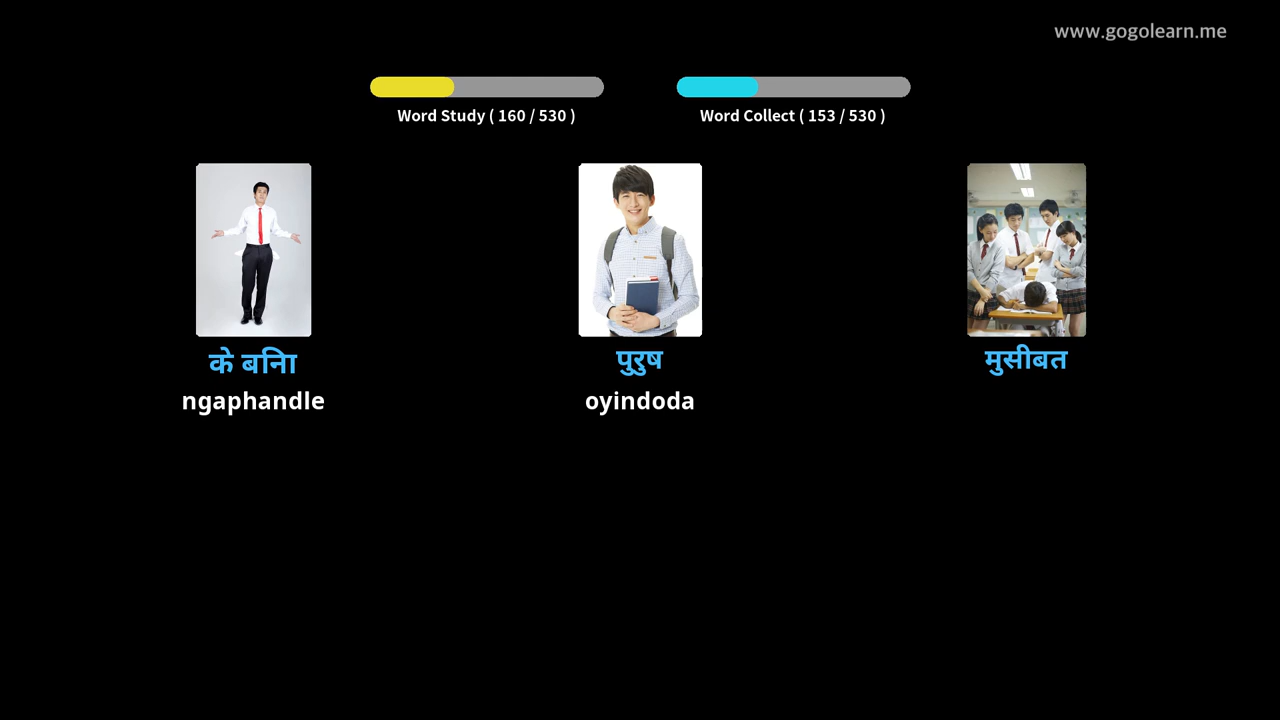 www.gogolearn.me
Word Study ( 160 / 530 )
Word Collect ( 153 / 530 )
के बिना
ngaphandle
पुरुष
oyindoda
मुसीबत